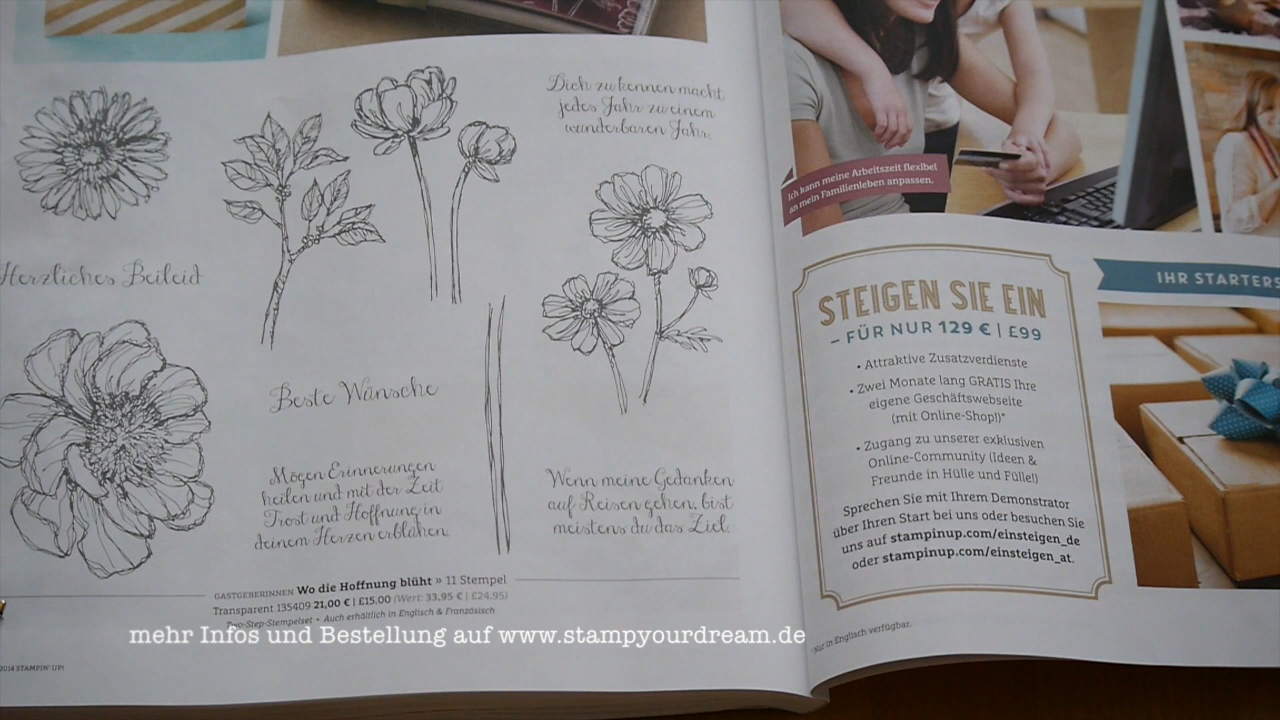 Dich zu kennen macht
jedes Jahr zu einem
wunderbaren Jahr.
Herzliches Beileid
Beste Wünsche
Mögen Erinnerungen
heilen und mit der Zeit
Trost und Hoffnung in
deinem Herzen erblühen.
Wenn meine Gedanken
auf Reisen gehen, bist
meistens du das Ziel.
GASTGEBERINNEN Wo die Hoffnung blüht » 11 Stempel
Transparent 135409 21,00 € | £15.00 (Wert: 33,95 € | £24.95)
Two-Step-Stempelset • Auch erhältlich in Englisch & Französisch
2014 STAMPIN' UP!
Ich kann meine Arbeitszeit flexibel
an mein Familienleben anpassen.
STEIGEN SIE EIN
– FÜR NUR 129 € | £99
• Attraktive Zusatzverdienste
• Zwei Monate lang GRATIS Ihre
eigene Geschäftswebseite
(mit Online-Shop!)*
• Zugang zu unserer exklusiven
Online-Community (Ideen &
Freunde in Hülle und Fülle!)
Sprechen Sie mit Ihrem Demonstrator
über Ihren Start bei uns oder besuchen Sie
uns auf stampinup.com/einsteigen_de
oder stampinup.com/einsteigen_at.
IHR STARTERS
*Nur in Englisch verfügbar.
mehr Infos und Bestellung auf www.stampyourdream.de